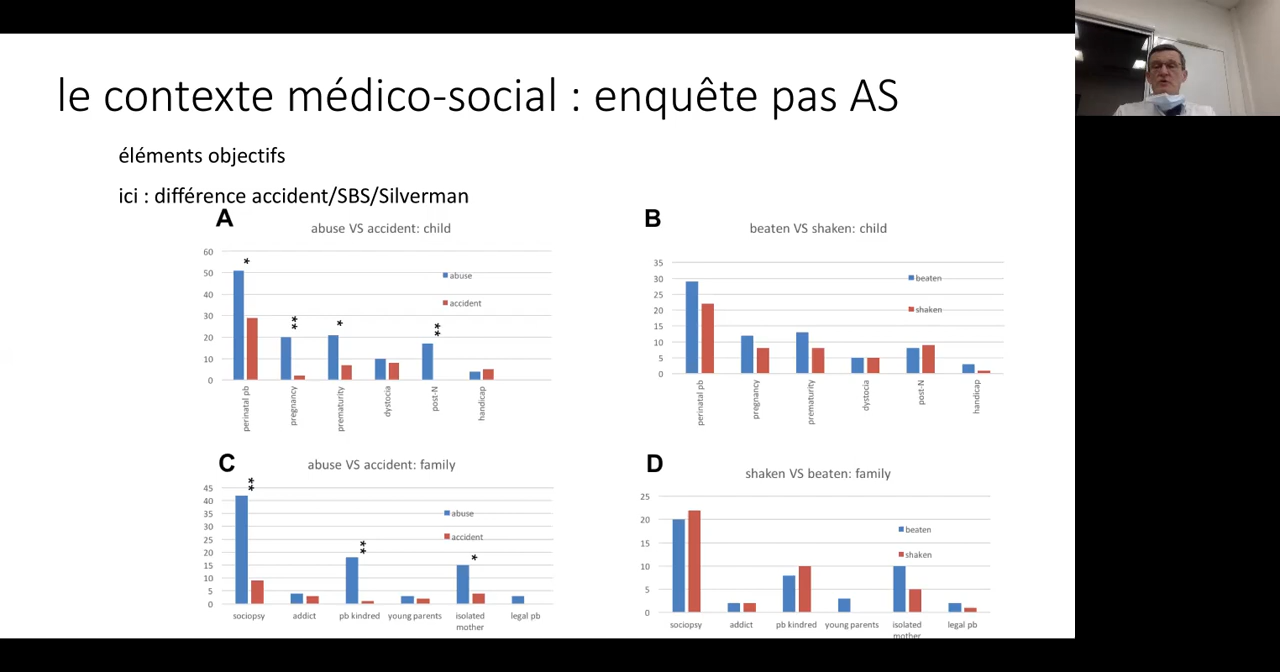 le contexte médico-social : enquête pas AS
éléments objectifs
ici : différence accident/SBS/Silverman
A
abuse VS accident: child
60
50
40
30
20
10
0
*
**
*
**
abuse
accident
perinatal pb
pregnancy
prematurity
dystocia
post-N
handicap
B
beaten VS shaken: child
35
30
25
20
15
10
5
0
beaten
shaken
perinatal pb
pregnancy
prematurity
dystocia
post-N
handicap
C
abuse VS accident: family
45
40
35
30
25
20
15
10
5
0
**
**
*
abuse
accident
sociopsy
addict
pb kindred
young parents
isolated
mother
legal pb
D
shaken VS beaten: family
25
20
15
10
5
0
beaten
shaken
sociopsy
addict
pb kindred
young parents
isolated
mother
legal pb